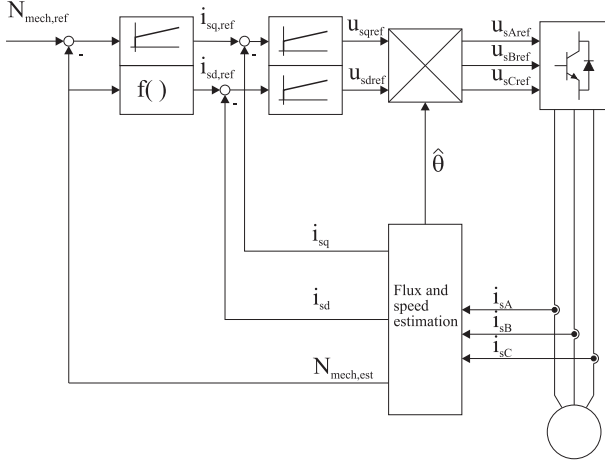 N_mech,ref
i_sq,ref
u_sqref
u_sAref
u_sBref
u_sCref
-
-
i_sd,ref
u_sdref
f( )
-
θ̂
i_sq
Flux and
speed
estimation
i_sd
i_sA
i_sB
i_sC
N_mech,est